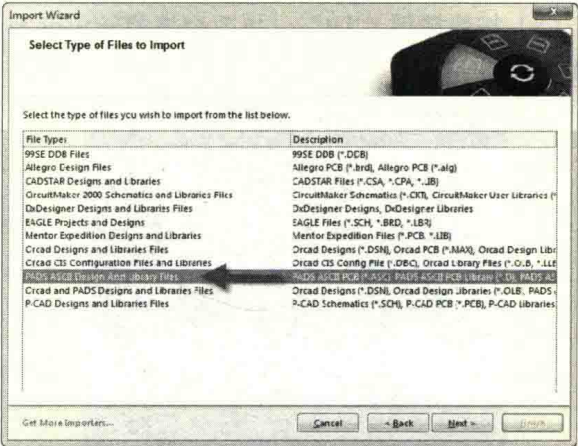 Import Wizard
Select Type of Files to Import
Select the type of files you wish to import from the list below.
File Types Description
99SE DDB Files 99SE DDB (*.DDB)
Allegro Design Files Allegro PCB (*.brd), Allegro PCB (*.alg)
CADSTAR Designs and Libraries CADSTAR Files (*.CSA, *.CPA, *.LIB)
CircuitMaker 2000 Schematics and Libraries Files CircuitMaker Schematics (*.CKT), CircuitMaker User Libraries (*
DxDesigner Designs and Libraries Files DxDesigner Designs, DxDesigner Libraries
EAGLE Projects and Designs EAGLE Files (*.SCH, *.BRD, *.LBR)
Mentor Expedition Designs and Libraries Mentor Expedition Files (*.PCB, *.LIB)
Orcad Designs and Libraries Files Orcad Designs (*.DSN), Orcad PCB (*.MAX), Orcad Design Libr
Orcad CIS Configuration Files and Libraries Orcad CIS Config File (*.DBC), Orcad Library Files (*.OLB, *.LLB
PADS ASCII Design And Library Files PADS ASCII PCB (*.ASC), PADS ASCII PCB Library (*.D), PADS AS
Orcad and PADS Designs and Libraries Files Orcad Designs (*.DSN), Orcad Design Libraries (*.OLB, PADS
P-CAD Designs and Libraries Files P-CAD Schematics (*.SCH), P-CAD PCB (*.PCB), P-CAD Libraries
Get More Importers... Cancel < Back Next > Finish